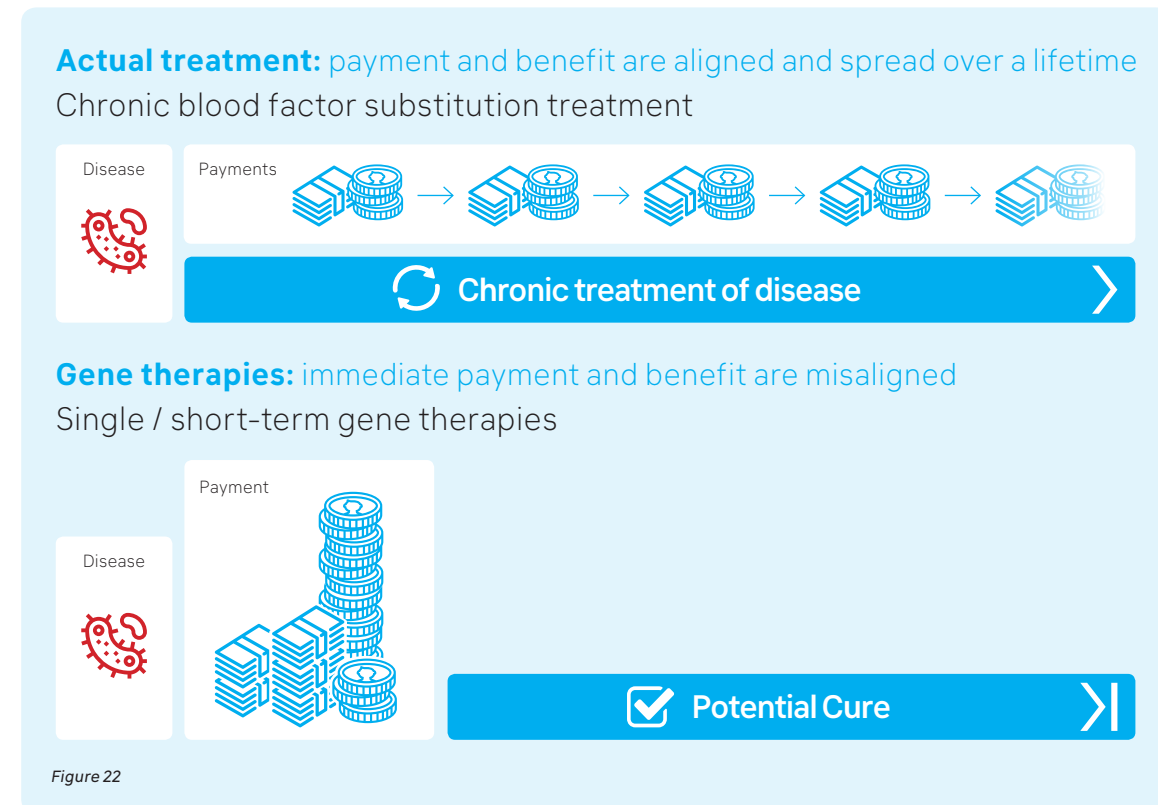 Actual treatment: payment and benefit are aligned and spread over a lifetime
Chronic blood factor substitution treatment
Disease
Payments
Chronic treatment of disease
Gene therapies: immediate payment and benefit are misaligned
Single / short-term gene therapies
Payment
Disease
Potential Cure
Figure 22